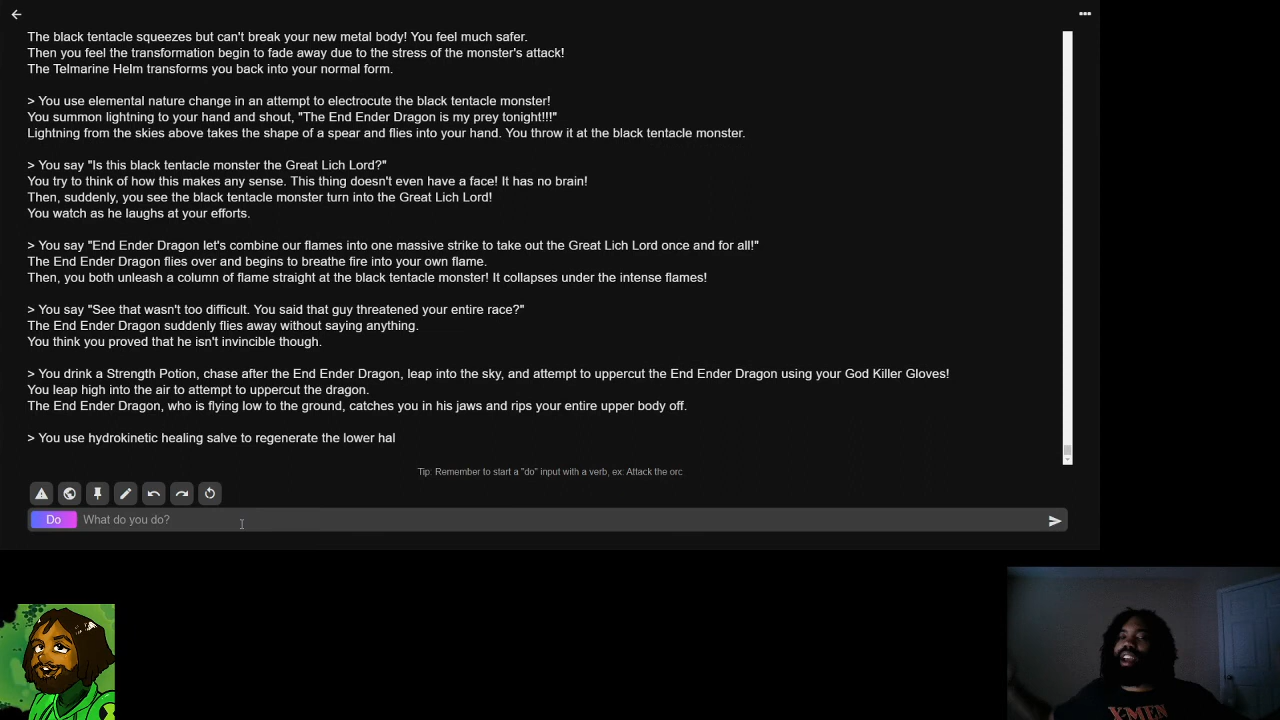 The black tentacle squeezes but can't break your new metal body! You feel much safer.
Then you feel the transformation begin to fade away due to the stress of the monster's attack!
The Telmarine Helm transforms you back into your normal form.
> You use elemental nature change in an attempt to electrocute the black tentacle monster!
You summon lightning to your hand and shout, "The End Ender Dragon is my prey tonight!!!"
Lightning from the skies above takes the shape of a spear and flies into your hand. You throw it at the black tentacle monster.
> You say "Is this black tentacle monster the Great Lich Lord?"
You try to think of how this makes any sense. This thing doesn't even have a face! It has no brain!
Then, suddenly, you see the black tentacle monster turn into the Great Lich Lord!
You watch as he laughs at your efforts.
> You say "End Ender Dragon let's combine our flames into one massive strike to take out the Great Lich Lord once and for all!"
The End Ender Dragon flies over and begins to breathe fire into your own flame.
Then, you both unleash a column of flame straight at the black tentacle monster! It collapses under the intense flames!
> You say "See that wasn't too difficult. You said that guy threatened your entire race?"
The End Ender Dragon suddenly flies away without saying anything.
You think you proved that he isn't invincible though.
> You drink a Strength Potion, chase after the End Ender Dragon, leap into the sky, and attempt to uppercut the End Ender Dragon using your God Killer Gloves!
You leap high into the air to attempt to uppercut the dragon.
The End Ender Dragon, who is flying low to the ground, catches you in his jaws and rips your entire upper body off.
> You use hydrokinetic healing salve to regenerate the lower hal
Tip: Remember to start a "do" input with a verb, ex: Attack the orc
Do What do you do?
XMEN